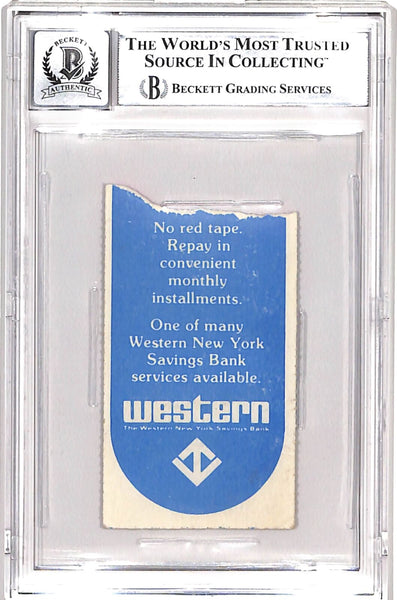 BECKETT
B
AUTHENTIC
THE WORLD'S MOST TRUSTED
SOURCE IN COLLECTING™
B BECKETT GRADING SERVICES
No red tape.
Repay in
convenient
monthly
installments.
One of many
Western New York
Savings Bank
services available.
western
The Western New York Savings Bank